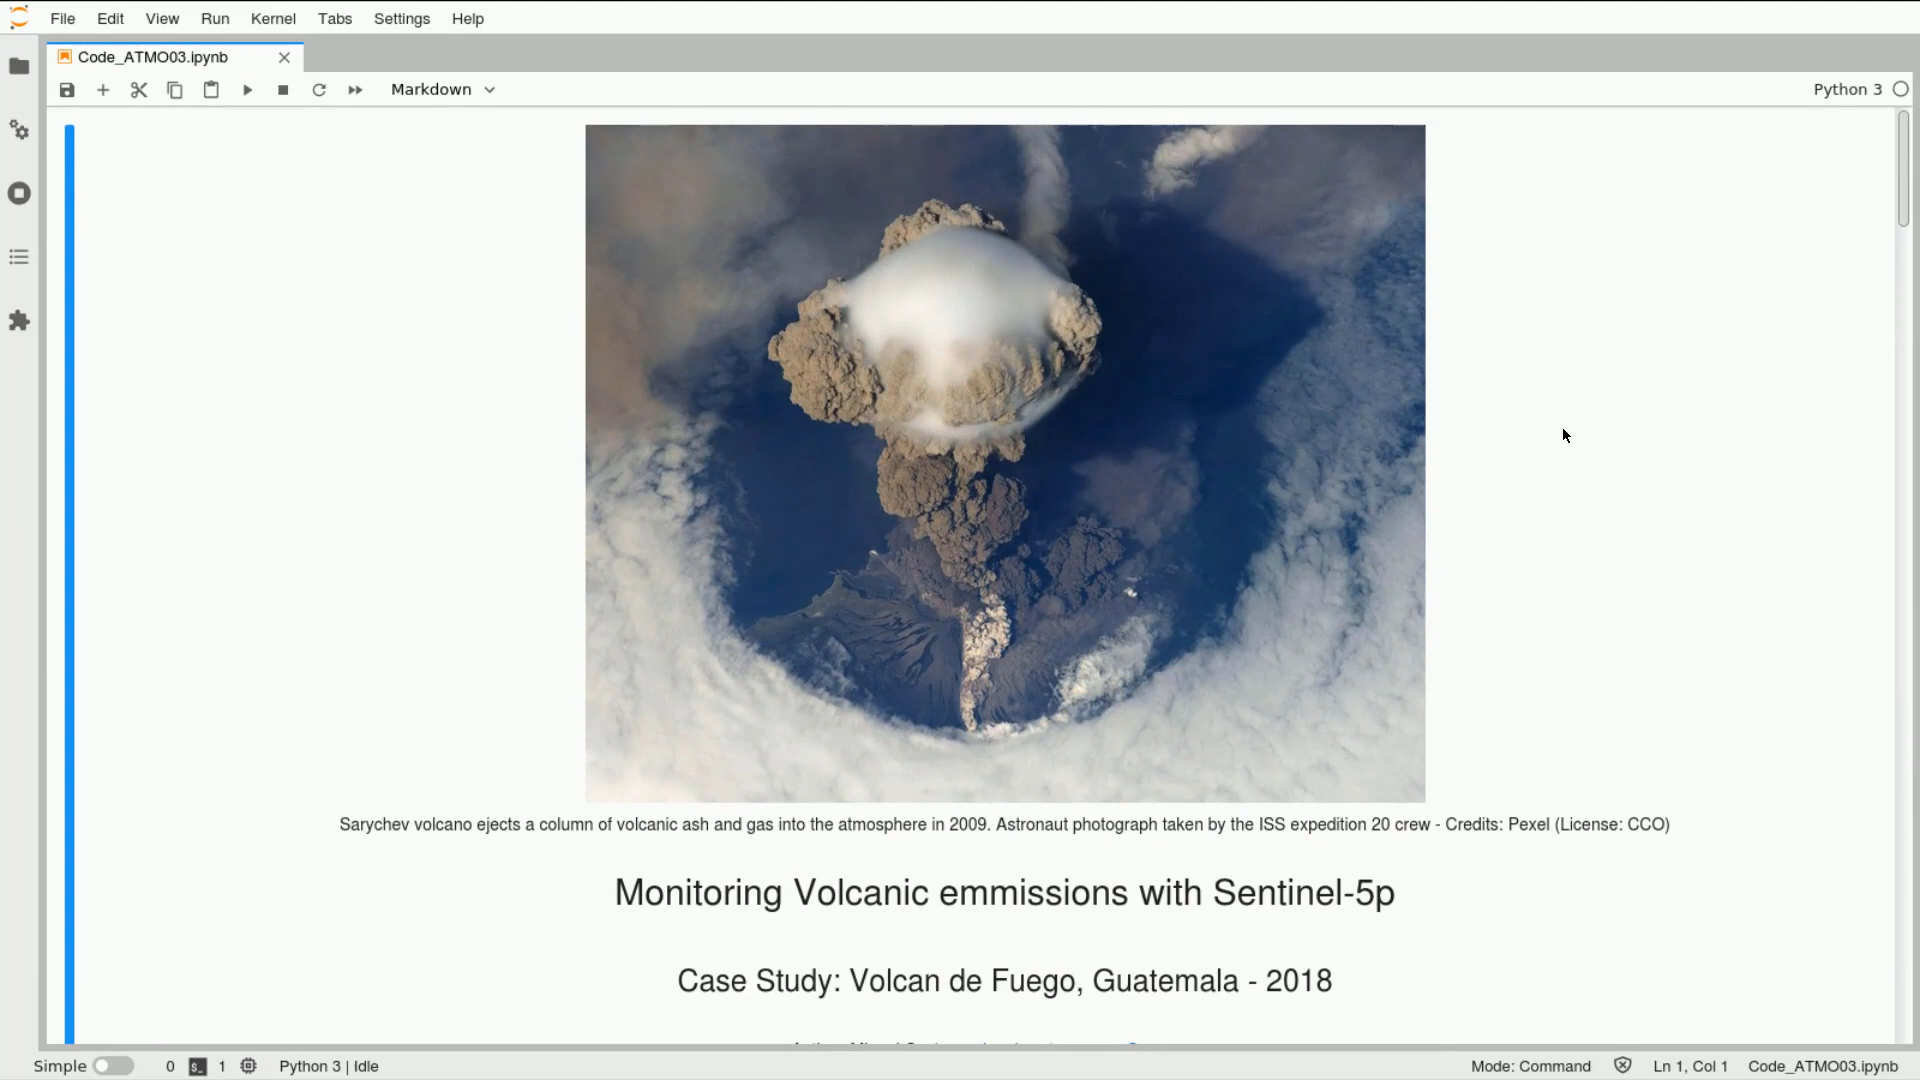 File Edit View Run Kernel Tabs Settings Help
Code_ATMO03.ipynb
Markdown
Python 3
Sarychev volcano ejects a column of volcanic ash and gas into the atmosphere in 2009. Astronaut photograph taken by the ISS expedition 20 crew - Credits: Pexel (License: CCO)
Monitoring Volcanic emmissions with Sentinel-5p
Case Study: Volcan de Fuego, Guatemala - 2018
Simple 0 $_ 1 Python 3 | Idle Mode: Command Ln 1, Col 1 Code_ATMO03.ipynb